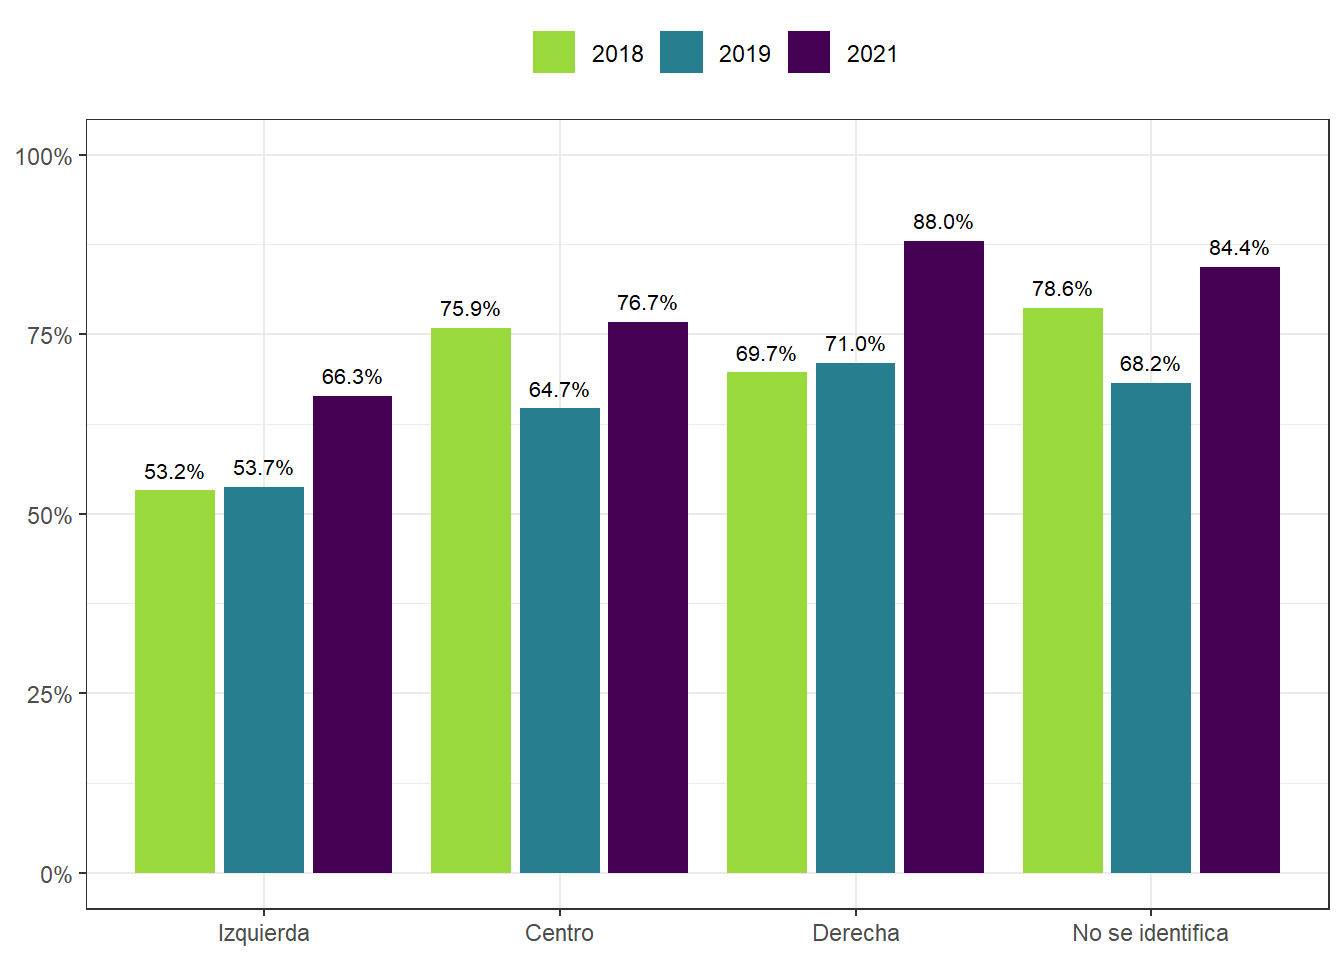 2018 2019 2021
100%
75%
50%
25%
0%
53.2% 53.7% 66.3%
75.9% 64.7% 76.7%
69.7% 71.0% 88.0%
78.6% 68.2% 84.4%
Izquierda Centro Derecha No se identifica